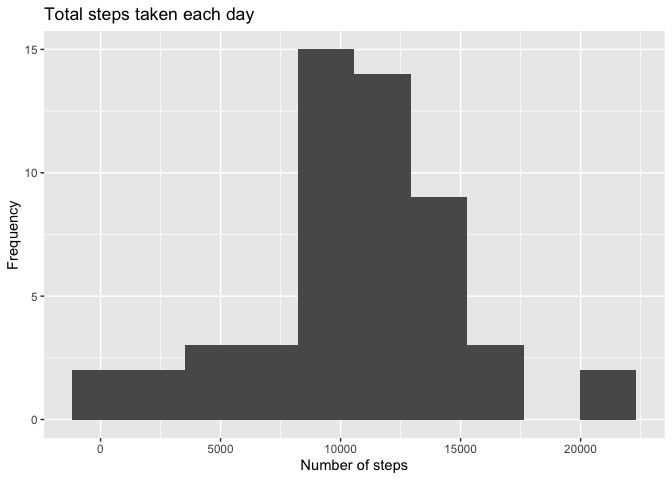 Total steps taken each day
15
10
5
0
Frequency
0 5000 10000 15000 20000
Number of steps